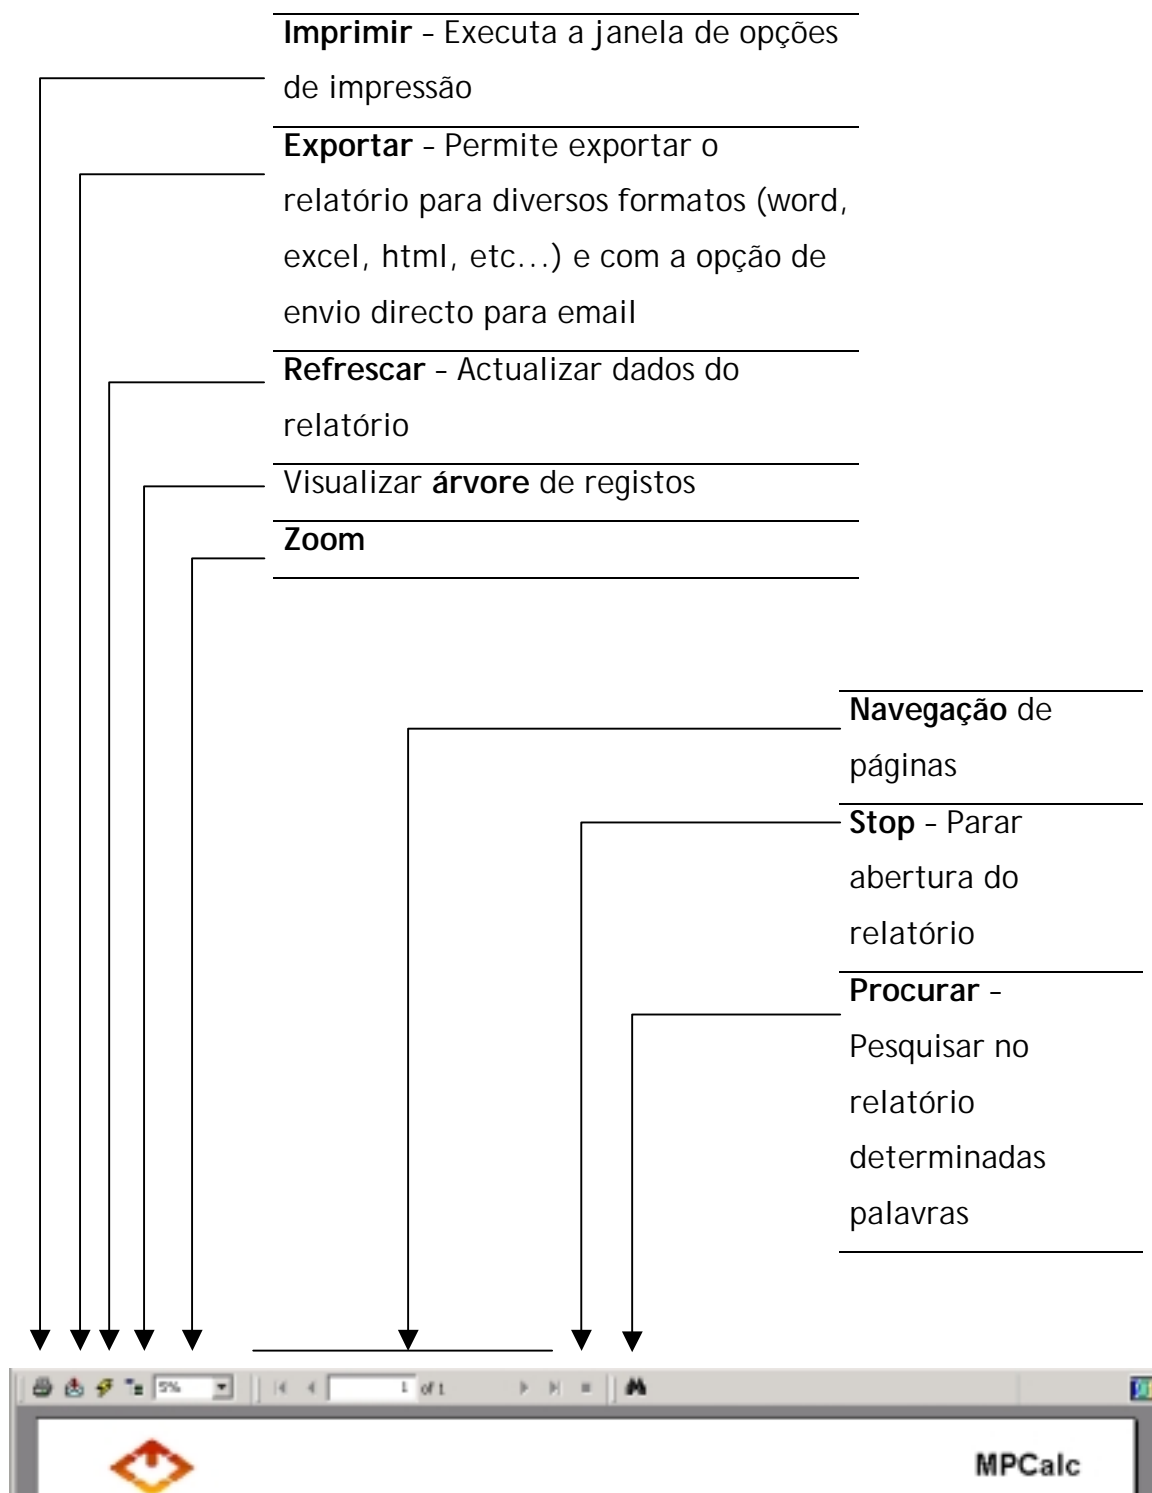 Imprimir – Executa a janela de opções
de impressão
Exportar – Permite exportar o
relatório para diversos formatos (word,
excel, html, etc...) e com a opção de
envio directo para email
Refrescar – Actualizar dados do
relatório
Visualizar árvore de registos
Zoom
Navegação de
páginas
Stop – Parar
abertura do
relatório
Procurar –
Pesquisar no
relatório
determinadas
palavras
5% 1 of 1
MPCalc